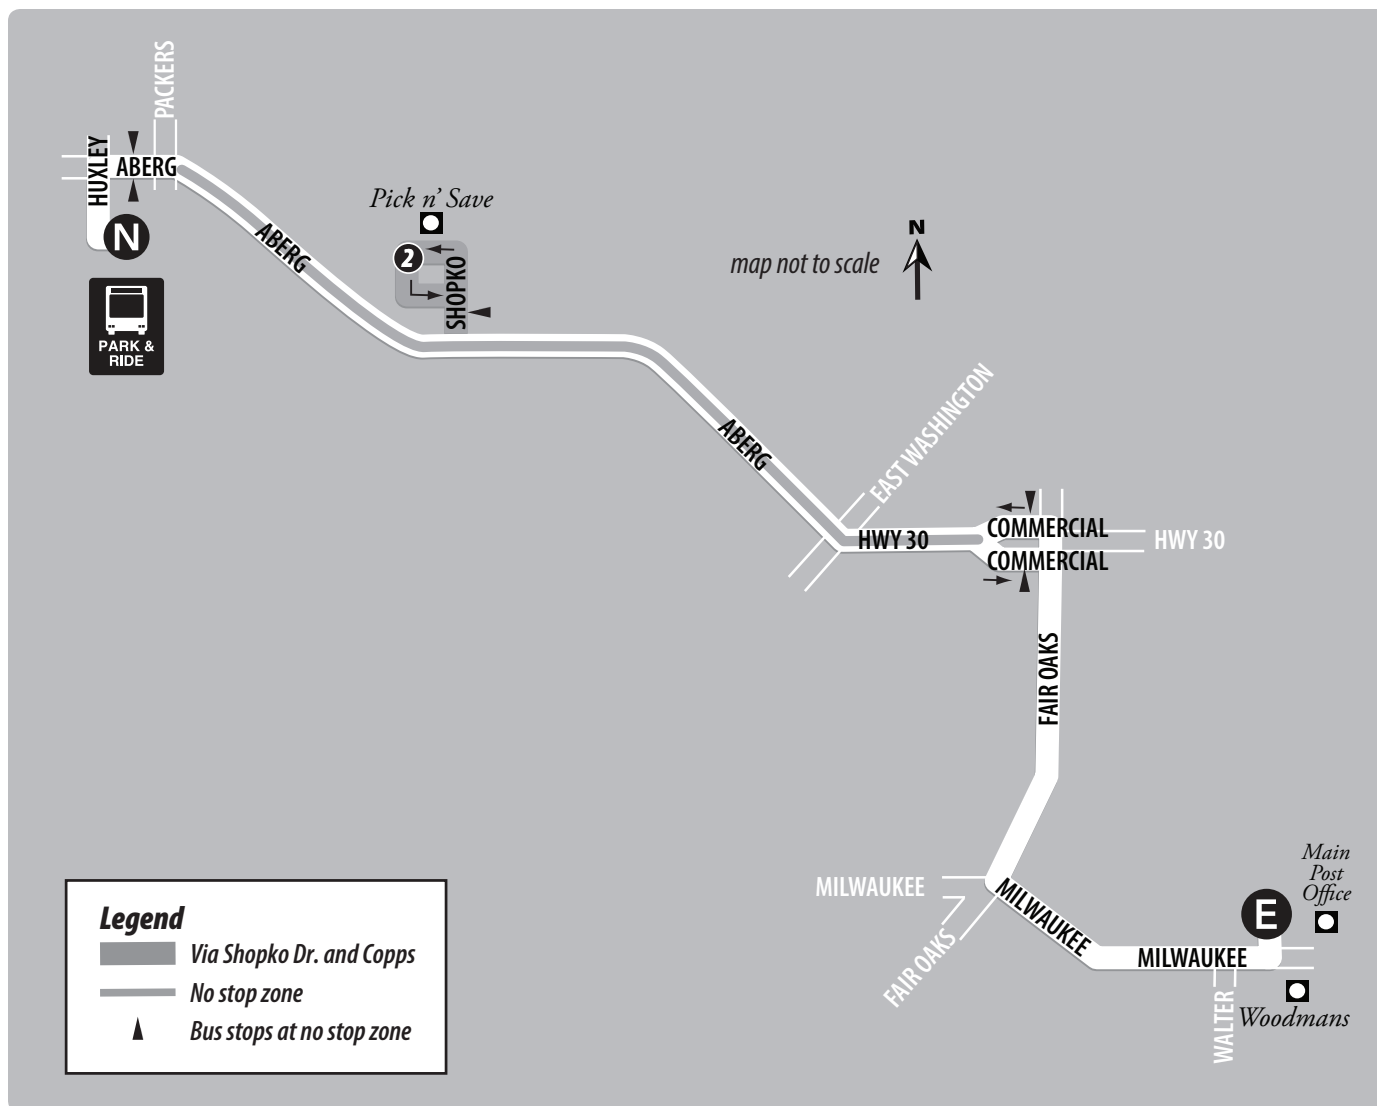 PACKERS
HUXLEY
ABERG
N
PARK &
RIDE
ABERG
Pick n' Save
2
SHOPKO
map not to scale
N
ABERG
EAST WASHINGTON
HWY 30
COMMERCIAL
COMMERCIAL
HWY 30
FAIR OAKS
MILWAUKEE
FAIR OAKS
MILWAUKEE
MILWAUKEE
WALTER
E
Main
Post
Office
Woodmans
Legend
Via Shopko Dr. and Copps
No stop zone
Bus stops at no stop zone